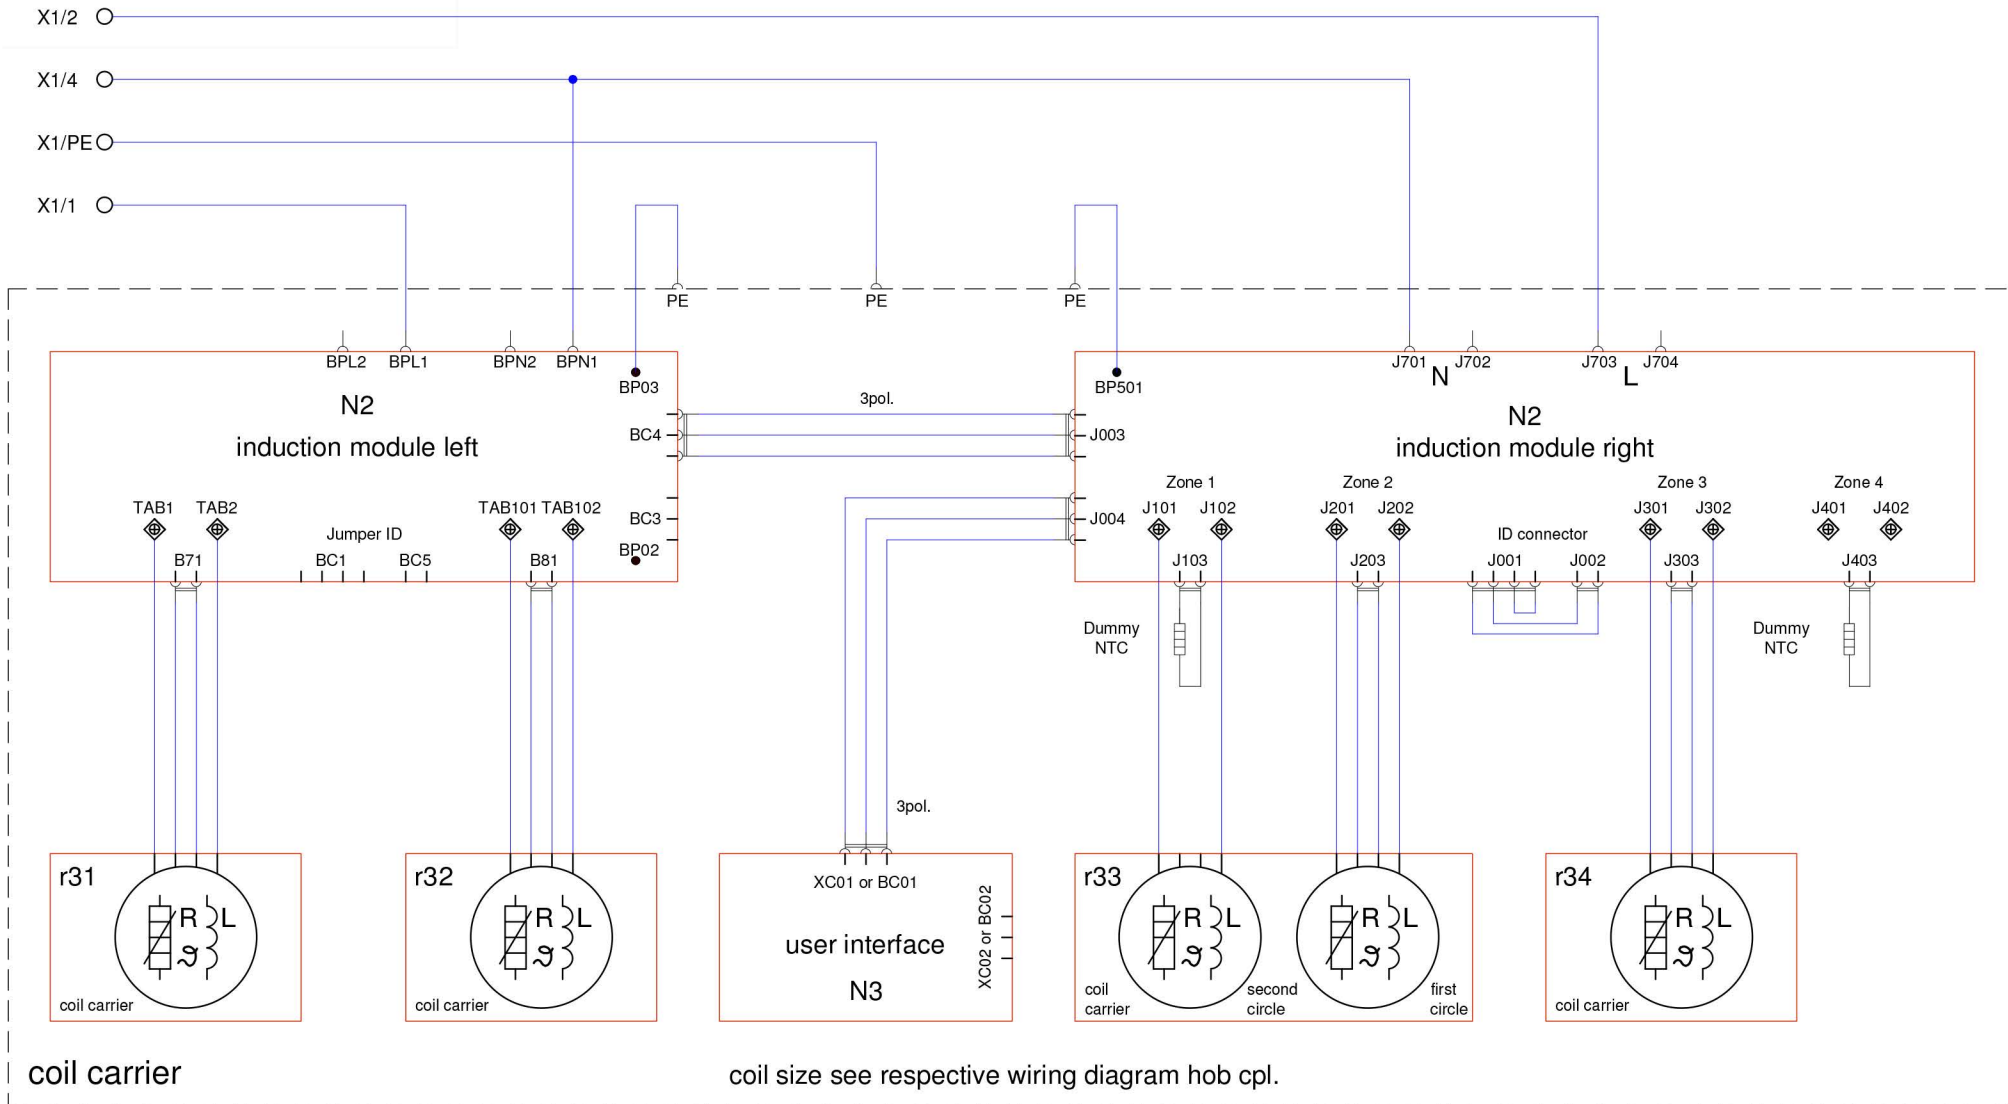 X1/2
X1/4
X1/PE
X1/1
PE PE PE
BPL2 BPL1 BPN2 BPN1
J701 J702 J703 J704
N L
BP03
BP501
N2
induction module left
3pol.
N2
induction module right
BC4
J003
Zone 1 Zone 2 Zone 3 Zone 4
TAB1 TAB2 TAB101 TAB102
J101 J102 J201 J202 J301 J302 J401 J402
BC3
J004
Jumper ID
ID connector
BP02
B71 BC1 BC5 B81
J103 J203 J001 J002 J303 J403
Dummy
NTC
Dummy
NTC
3pol.
r31
R L
ϑ
coil carrier
r32
R L
ϑ
coil carrier
XC01 or BC01
XC02 or BC02
user interface
N3
r33
R L
ϑ
coil
carrier
second
circle
R L
ϑ
first
circle
r34
R L
ϑ
coil carrier
coil carrier
coil size see respective wiring diagram hob cpl.